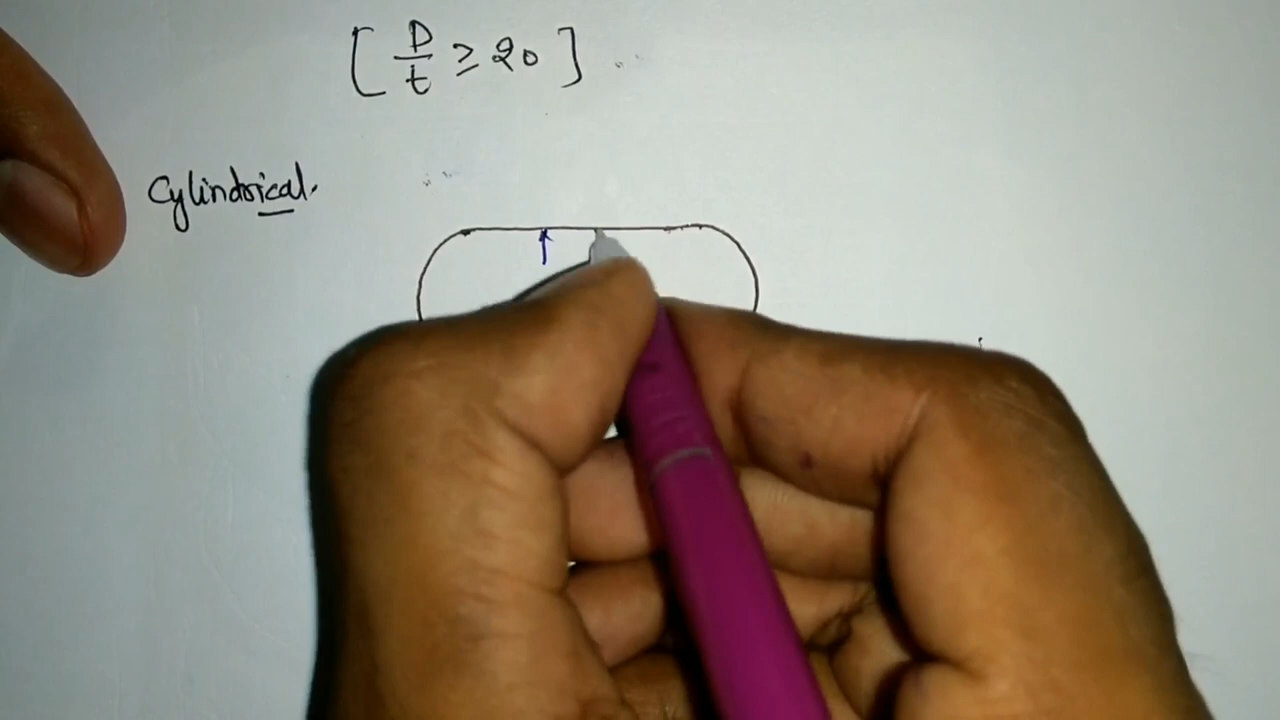 [ D/t ≥ 20 ]
Cylindrical.